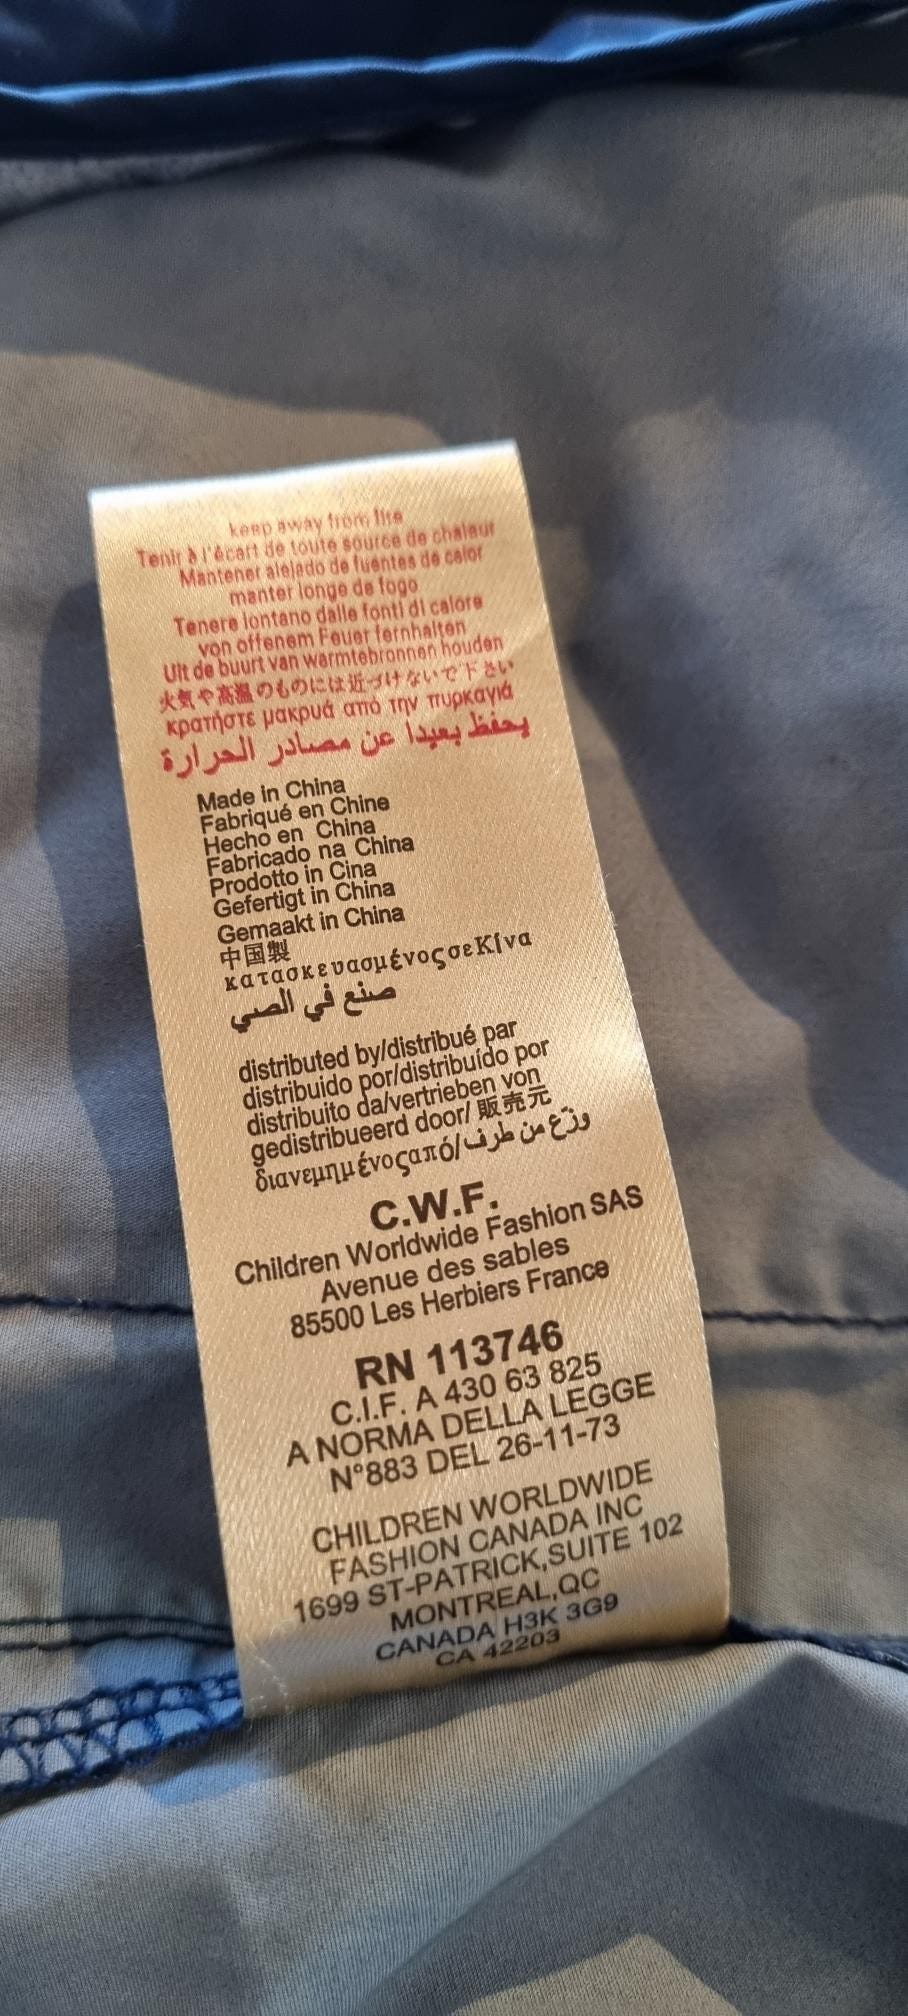 keep away from fire
Tenir à l'écart de toute source de chaleur
Mantener alejado de fuentes de calor
manter longe de fogo
Tenere lontano dalle fonti di calore
von offenem Feuer fernhalten
Uit de buurt van warmtebronnen houden
火気や高温のものには近づけないで下さい
κρατήστε μακρυά από την πυρκαγιά
يحفظ بعيدا عن مصادر الحرارة
Made in China
Fabriqué en Chine
Hecho en China
Fabricado na China
Prodotto in Cina
Gefertigt in China
Gemaakt in China
中国製
κατασκευασμένοςσεΚίνα
صنع في الصي
distributed by/distribué par
distribuido por/distribuído por
distribuito da/vertrieben von
gedistribueerd door/ 販売元
διανεμημένοςαπό/وزّع من طرف
C.W.F.
Children Worldwide Fashion SAS
Avenue des sables
85500 Les Herbiers France
RN 113746
C.I.F. A 430 63 825
A NORMA DELLA LEGGE
N°883 DEL 26-11-73
CHILDREN WORLDWIDE
FASHION CANADA INC
1699 ST-PATRICK,SUITE 102
MONTREAL,QC
CANADA H3K 3G9
CA 42203